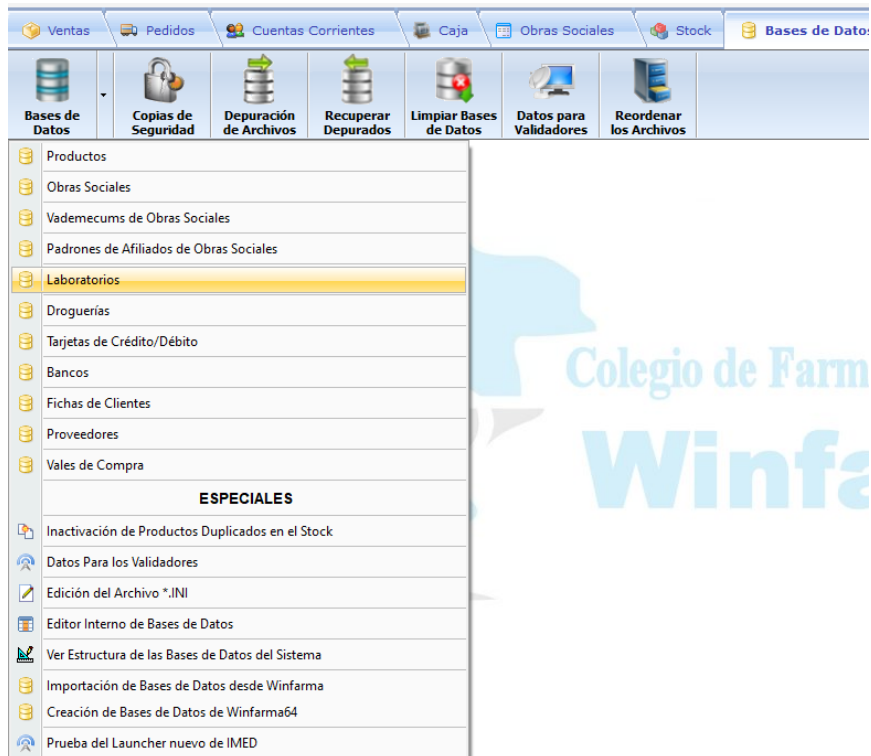 Ventas
Pedidos
Cuentas Corrientes
Caja
Obras Sociales
Stock
Bases de Datos
Bases de
Datos
Copias de
Seguridad
Depuración
de Archivos
Recuperar
Depurados
Limpiar Bases
de Datos
Datos para
Validadores
Reordenar
los Archivos
Productos
Obras Sociales
Vademecums de Obras Sociales
Padrones de Afiliados de Obras Sociales
Laboratorios
Droguerías
Tarjetas de Crédito/Débito
Bancos
Fichas de Clientes
Proveedores
Vales de Compra
ESPECIALES
Inactivación de Productos Duplicados en el Stock
Datos Para los Validadores
Edición del Archivo *.INI
Editor Interno de Bases de Datos
Ver Estructura de las Bases de Datos del Sistema
Importación de Bases de Datos desde Winfarma
Creación de Bases de Datos de Winfarma64
Prueba del Launcher nuevo de IMED
Colegio de Farm
Winfa